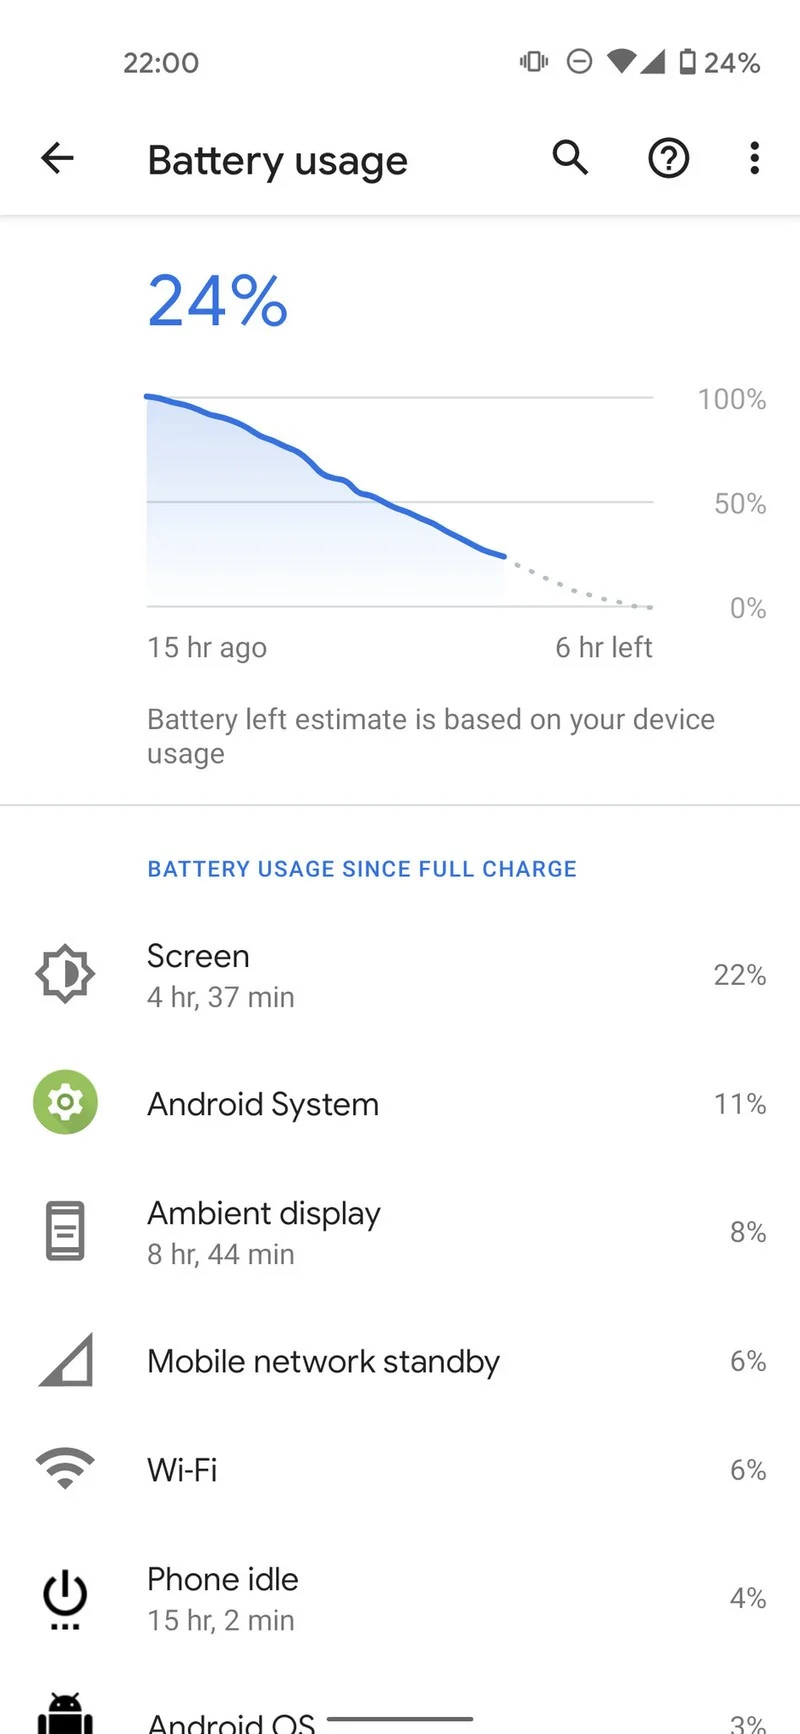 22:00 24%
Battery usage
24%
100%
50%
0%
15 hr ago 6 hr left
Battery left estimate is based on your device
usage
BATTERY USAGE SINCE FULL CHARGE
Screen
4 hr, 37 min
22%
Android System 11%
Ambient display
8 hr, 44 min
8%
Mobile network standby 6%
Wi-Fi 6%
Phone idle
15 hr, 2 min
4%
Android OS 3%